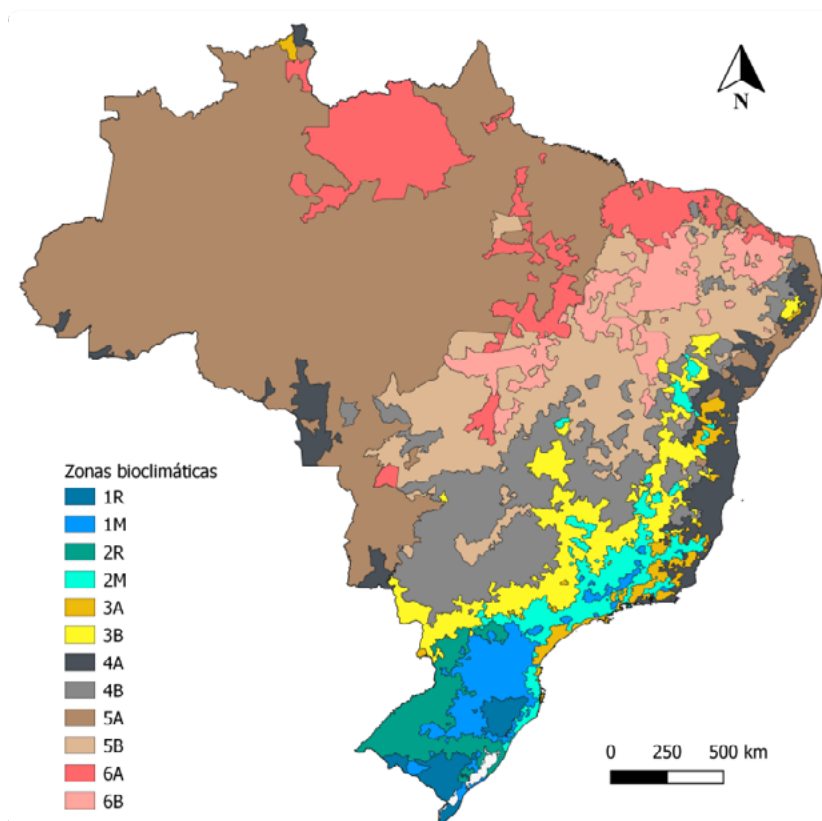 N
Zonas bioclimáticas
1R
1M
2R
2M
3A
3B
4A
4B
5A
5B
6A
6B
0 250 500 km